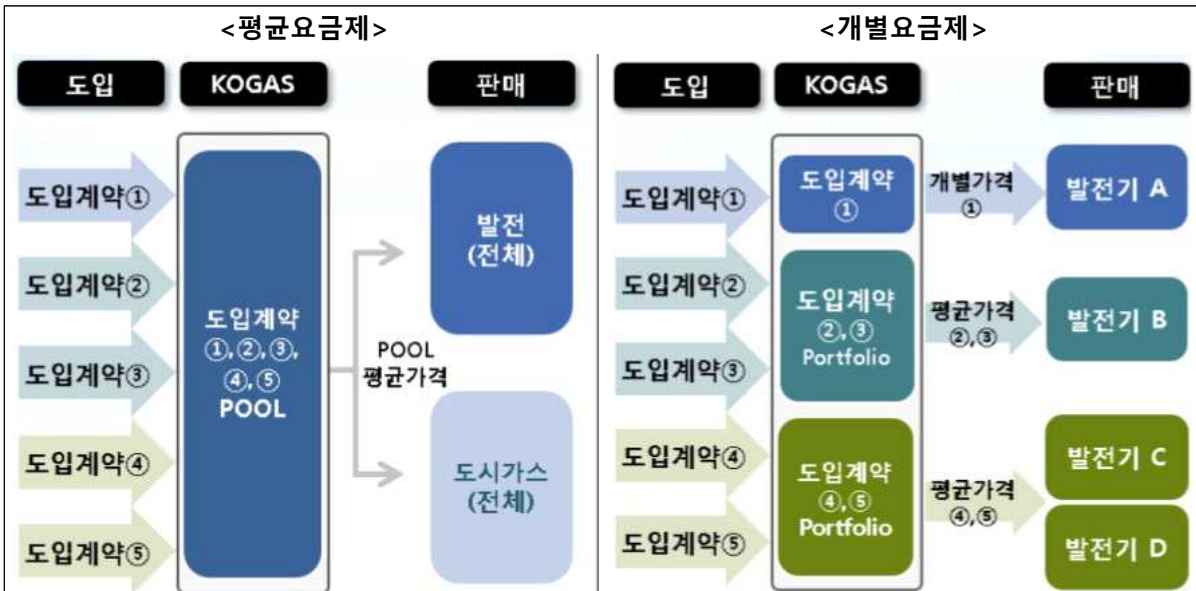 <평균요금제>
도입
KOGAS
판매
도입계약①
도입계약②
도입계약③
도입계약④
도입계약⑤
도입계약
①,②,③,
④,⑤
POOL
POOL
평균가격
발전
(전체)
도시가스
(전체)
<개별요금제>
도입
KOGAS
판매
도입계약①
도입계약②
도입계약③
도입계약④
도입계약⑤
도입계약
①
개별가격
①
발전기 A
도입계약
②,③
Portfolio
평균가격
②,③
발전기 B
도입계약
④,⑤
Portfolio
평균가격
④,⑤
발전기 C
발전기 D